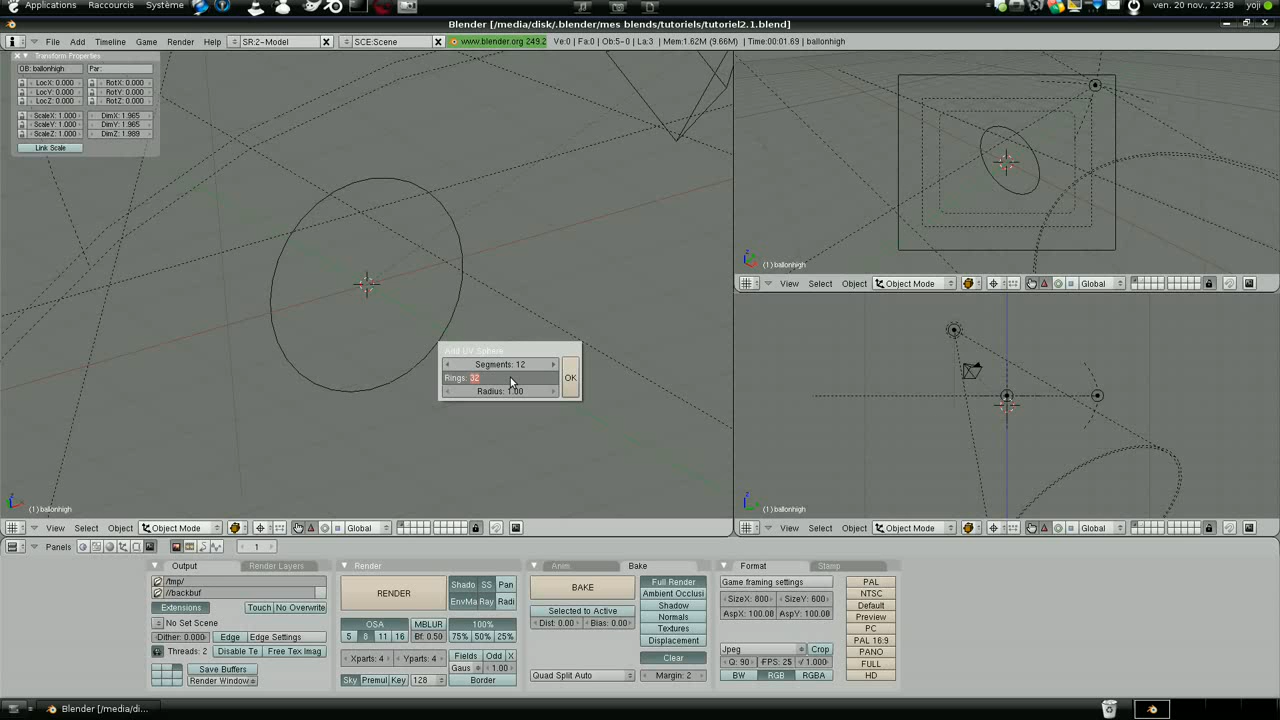 Applications Raccourcis Système
ven. 20 nov., 22:38 yoji
Blender [/media/disk/.blender/mes blends/tutoriels/tutoriel2.1.blend]
File Add Timeline Game Render Help SR:2-Model SCE:Scene www.blender.org 249.2 Ve:0 | Fa:0 | Ob:5-0 | La:3 | Mem:1.62M (9.66M) | Time:00:01.69 | ballonhigh
Transform Properties
OB: ballonhigh Par:
LocX: 0.000 RotX: 0.000
LocY: 0.000 RotY: 0.000
LocZ: 0.000 RotZ: 0.000
ScaleX: 1.000 DimX: 1.965
ScaleY: 1.000 DimY: 1.965
ScaleZ: 1.000 DimZ: 1.989
Link Scale
Add UV Sphere
Segments: 12
Rings: 32
Radius: 1.00
OK
(1) ballonhigh
View Select Object Object Mode Global
(1) ballonhigh
View Select Object Object Mode Global
(1) ballonhigh
View Select Object Object Mode Global
Panels 1
Output Render Layers
/tmp/
//backbuf
Extensions Touch No Overwrite
No Set Scene
Dither: 0.000 Edge Edge Settings
Threads: 2 Disable Te Free Tex Imag
Save Buffers
Render Window
Render
RENDER
Shado SS Pan
EnvMa Ray Radi
OSA MBLUR 100%
5 8 11 16 Bf: 0.50 75% 50% 25%
Xparts: 4 Yparts: 4 Fields Odd X
Gaus 1.00
Sky Premul Key 128 Border
Anim Bake
BAKE
Selected to Active
Dist: 0.00 Bias: 0.00
Quad Split Auto
Full Render
Ambient Occlusi
Shadow
Normals
Textures
Displacement
Clear
Margin: 2
Format Stamp
Game framing settings
SizeX: 800 SizeY: 600
AspX: 100.00 AspY: 100.00
Jpeg Crop
Q: 90 FPS: 25 /: 1.000
BW RGB RGBA
PAL
NTSC
Default
Preview
PC
PAL 16:9
PANO
FULL
HD
Blender [/media/di...